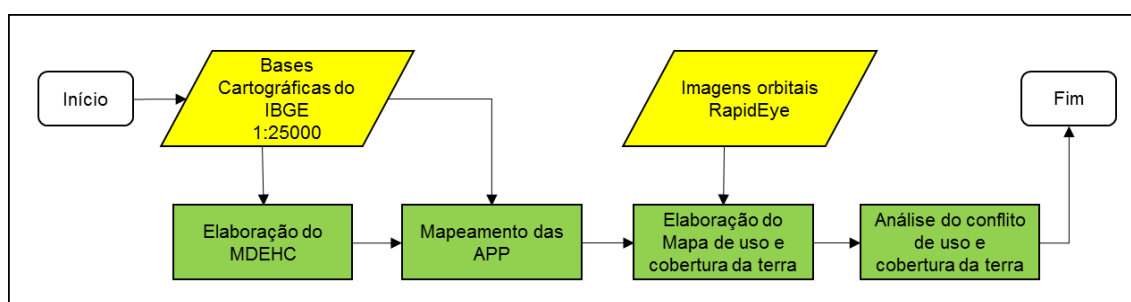 Início
Bases
Cartográficas do
IBGE
1:25000
Imagens orbitais
RapidEye
Fim
Elaboração do
MDEHC
Mapeamento das
APP
Elaboração do
Mapa de uso e
cobertura da terra
Análise do conflito
de uso e
cobertura da terra